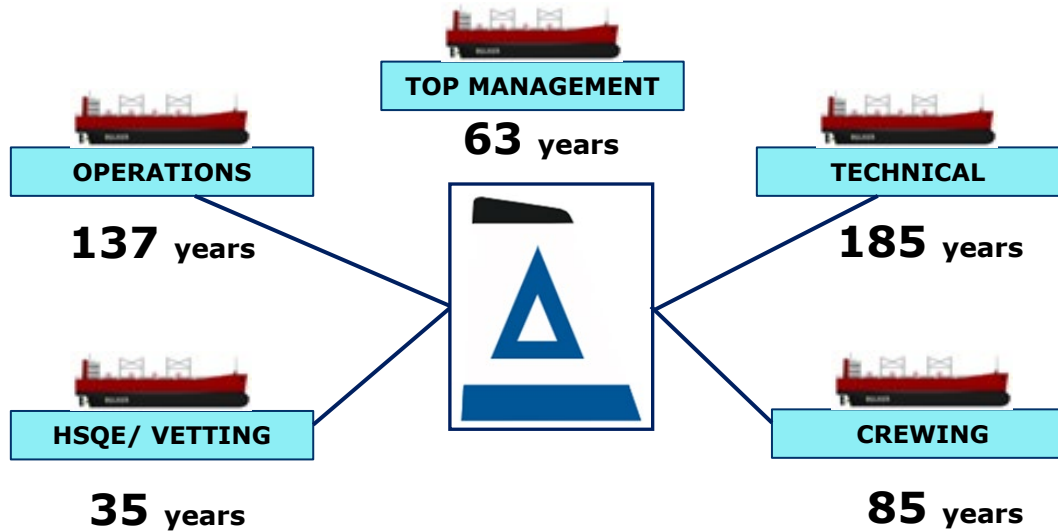 TOP MANAGEMENT
63 years
OPERATIONS
137 years
TECHNICAL
185 years
HSQE/ VETTING
35 years
CREWING
85 years